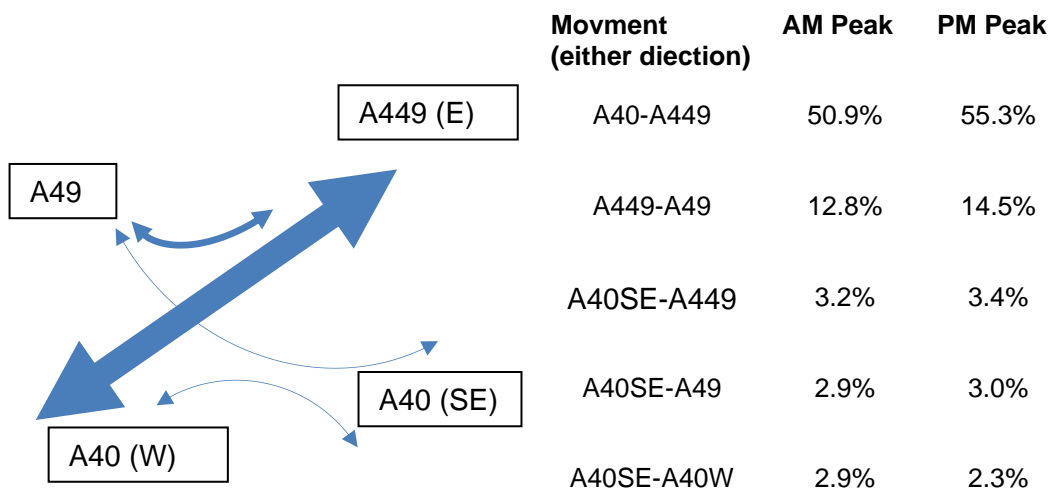 Movment AM Peak PM Peak
(either diection)
A449 (E)
A40-A449 50.9% 55.3%
A49
A449-A49 12.8% 14.5%
A40SE-A449 3.2% 3.4%
A40 (SE)
A40SE-A49 2.9% 3.0%
A40 (W)
A40SE-A40W 2.9% 2.3%